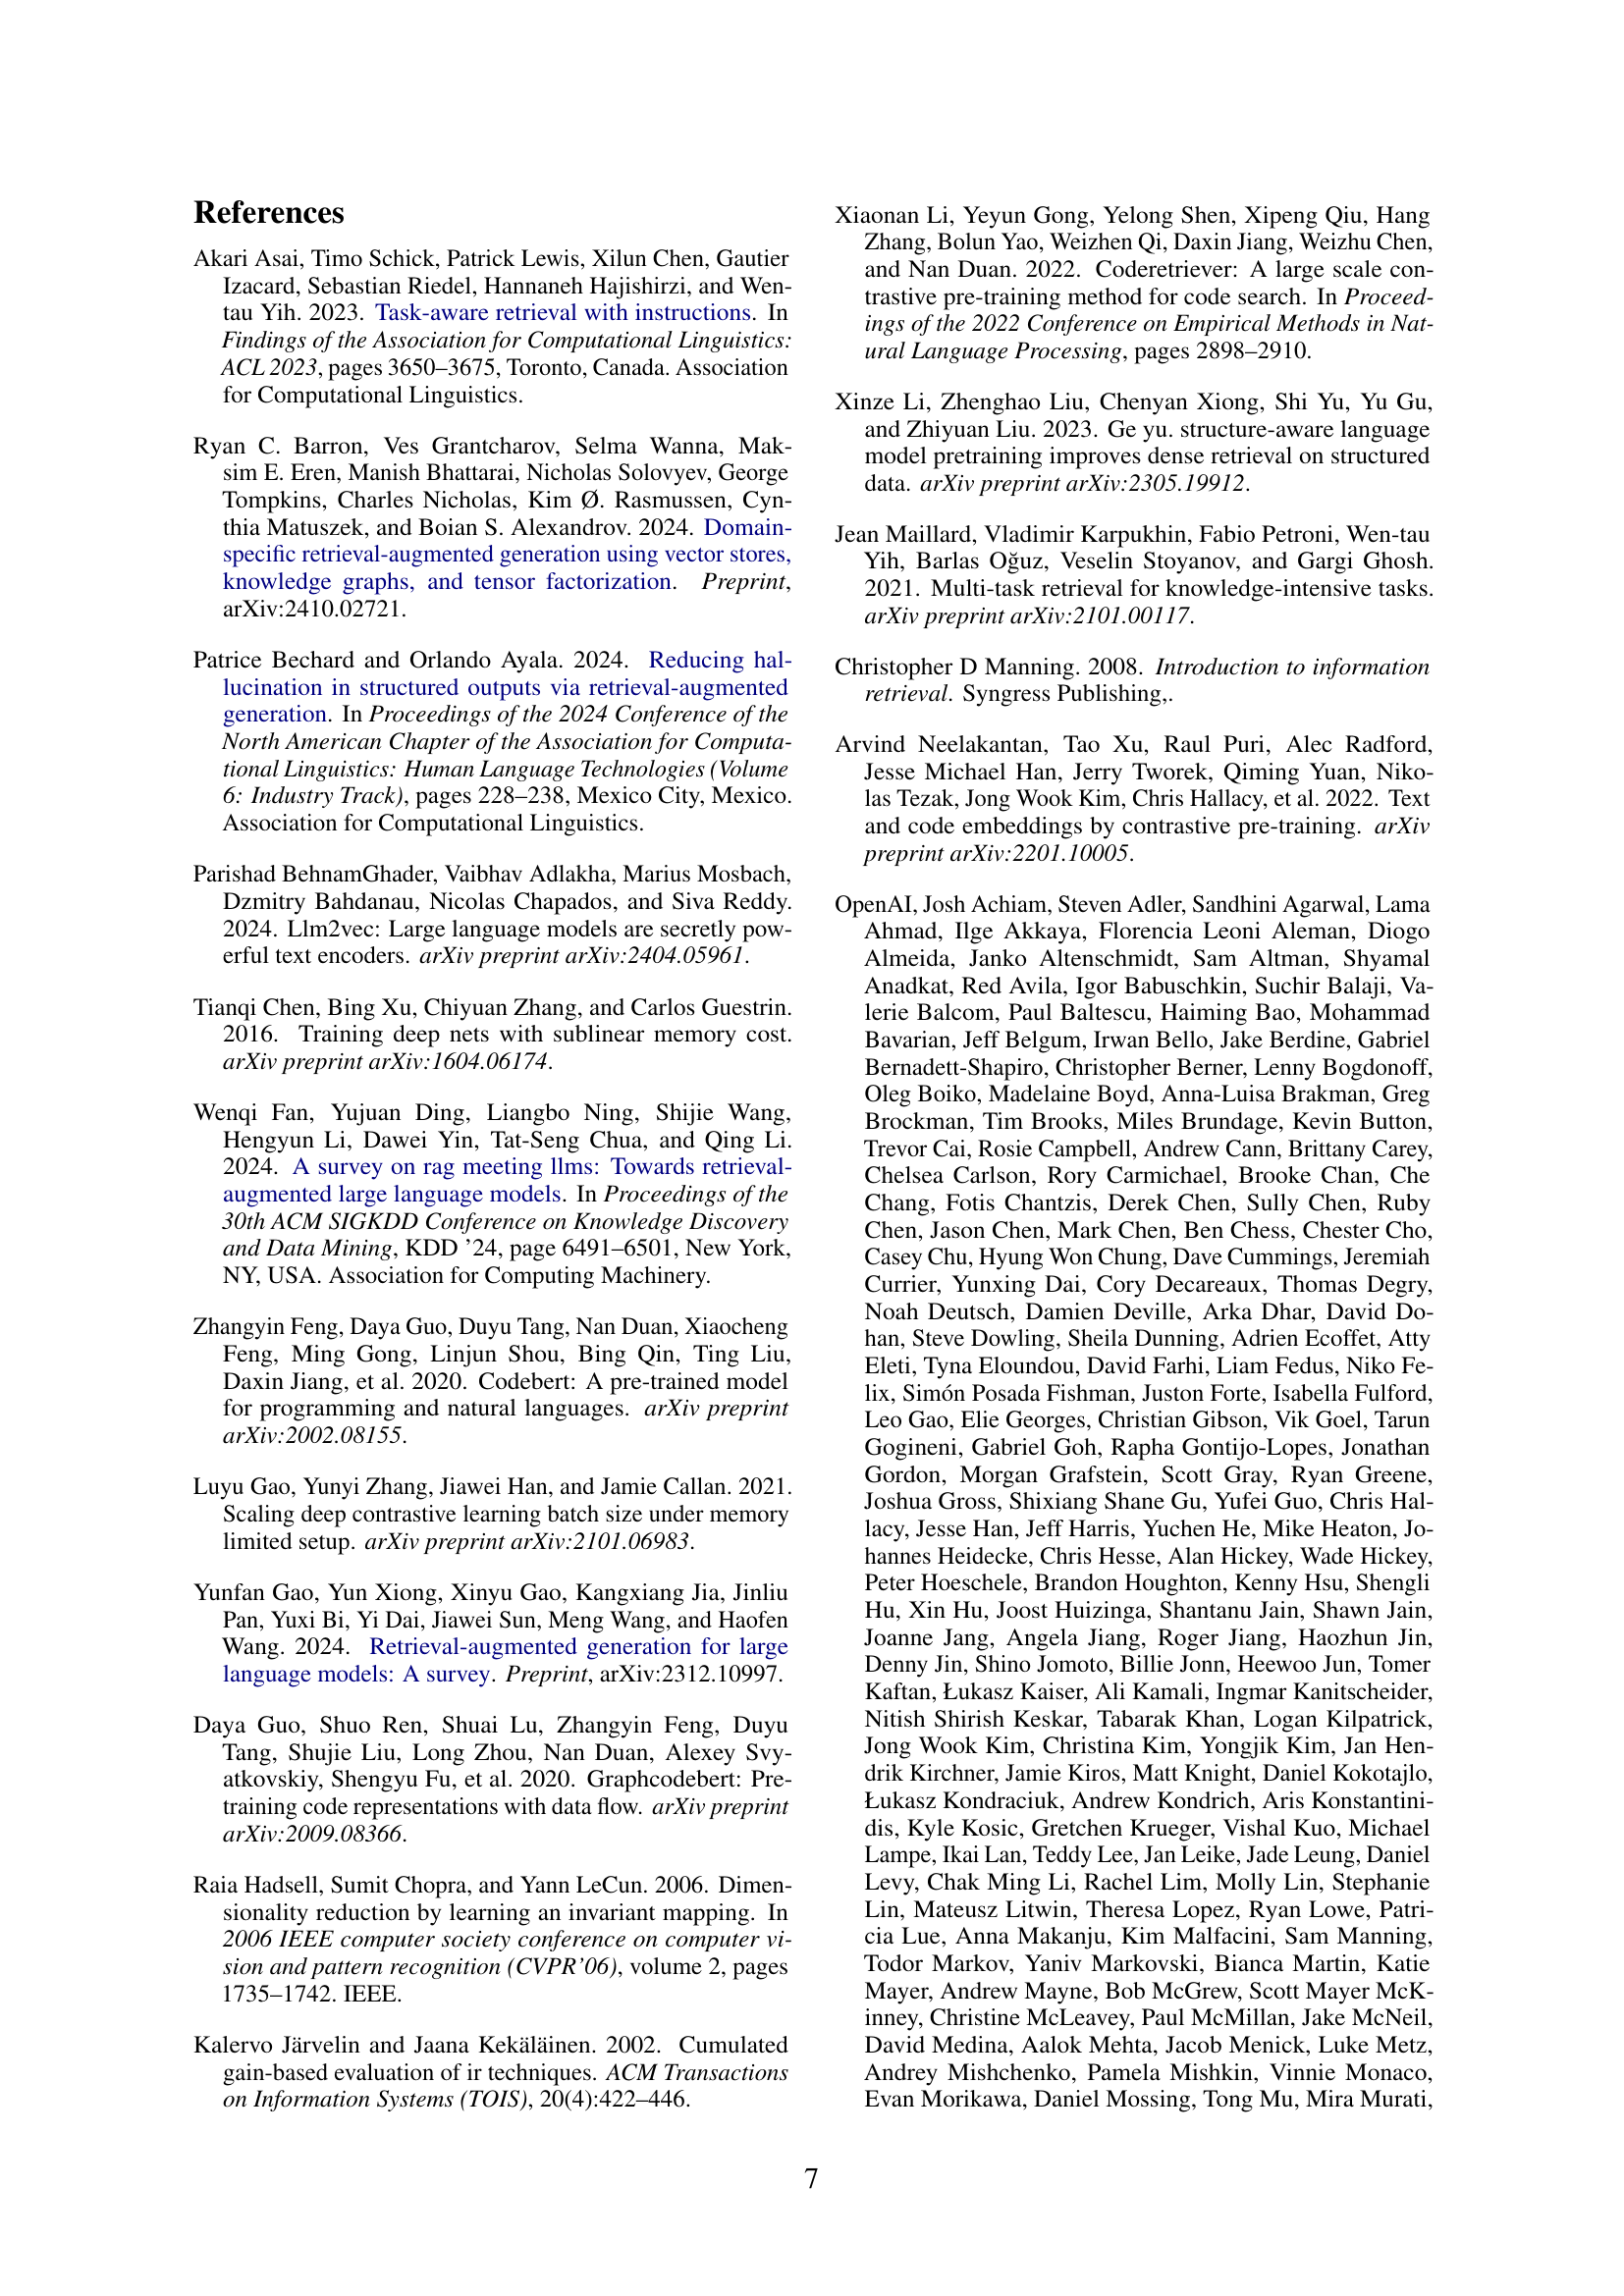 References
Akari Asai, Timo Schick, Patrick Lewis, Xilun Chen, Gautier
Izacard, Sebastian Riedel, Hannaneh Hajishirzi, and Wen-
tau Yih. 2023. Task-aware retrieval with instructions. In
Findings of the Association for Computational Linguistics:
ACL 2023, pages 3650–3675, Toronto, Canada. Association
for Computational Linguistics.
Ryan C. Barron, Ves Grantcharov, Selma Wanna, Mak-
sim E. Eren, Manish Bhattarai, Nicholas Solovyev, George
Tompkins, Charles Nicholas, Kim Ø. Rasmussen, Cyn-
thia Matuszek, and Boian S. Alexandrov. 2024. Domain-
specific retrieval-augmented generation using vector stores,
knowledge graphs, and tensor factorization. Preprint,
arXiv:2410.02721.
Patrice Bechard and Orlando Ayala. 2024. Reducing hal-
lucination in structured outputs via retrieval-augmented
generation. In Proceedings of the 2024 Conference of the
North American Chapter of the Association for Computa-
tional Linguistics: Human Language Technologies (Volume
6: Industry Track), pages 228–238, Mexico City, Mexico.
Association for Computational Linguistics.
Parishad BehnamGhader, Vaibhav Adlakha, Marius Mosbach,
Dzmitry Bahdanau, Nicolas Chapados, and Siva Reddy.
2024. Llm2vec: Large language models are secretly pow-
erful text encoders. arXiv preprint arXiv:2404.05961.
Tianqi Chen, Bing Xu, Chiyuan Zhang, and Carlos Guestrin.
2016. Training deep nets with sublinear memory cost.
arXiv preprint arXiv:1604.06174.
Wenqi Fan, Yujuan Ding, Liangbo Ning, Shijie Wang,
Hengyun Li, Dawei Yin, Tat-Seng Chua, and Qing Li.
2024. A survey on rag meeting llms: Towards retrieval-
augmented large language models. In Proceedings of the
30th ACM SIGKDD Conference on Knowledge Discovery
and Data Mining, KDD ’24, page 6491–6501, New York,
NY, USA. Association for Computing Machinery.
Zhangyin Feng, Daya Guo, Duyu Tang, Nan Duan, Xiaocheng
Feng, Ming Gong, Linjun Shou, Bing Qin, Ting Liu,
Daxin Jiang, et al. 2020. Codebert: A pre-trained model
for programming and natural languages. arXiv preprint
arXiv:2002.08155.
Luyu Gao, Yunyi Zhang, Jiawei Han, and Jamie Callan. 2021.
Scaling deep contrastive learning batch size under memory
limited setup. arXiv preprint arXiv:2101.06983.
Yunfan Gao, Yun Xiong, Xinyu Gao, Kangxiang Jia, Jinliu
Pan, Yuxi Bi, Yi Dai, Jiawei Sun, Meng Wang, and Haofen
Wang. 2024. Retrieval-augmented generation for large
language models: A survey. Preprint, arXiv:2312.10997.
Daya Guo, Shuo Ren, Shuai Lu, Zhangyin Feng, Duyu
Tang, Shujie Liu, Long Zhou, Nan Duan, Alexey Svy-
atkovskiy, Shengyu Fu, et al. 2020. Graphcodebert: Pre-
training code representations with data flow. arXiv preprint
arXiv:2009.08366.
Raia Hadsell, Sumit Chopra, and Yann LeCun. 2006. Dimen-
sionality reduction by learning an invariant mapping. In
2006 IEEE computer society conference on computer vi-
sion and pattern recognition (CVPR’06), volume 2, pages
1735–1742. IEEE.
Kalervo Järvelin and Jaana Kekäläinen. 2002. Cumulated
gain-based evaluation of ir techniques. ACM Transactions
on Information Systems (TOIS), 20(4):422–446.
Xiaonan Li, Yeyun Gong, Yelong Shen, Xipeng Qiu, Hang
Zhang, Bolun Yao, Weizhen Qi, Daxin Jiang, Weizhu Chen,
and Nan Duan. 2022. Coderetriever: A large scale con-
trastive pre-training method for code search. In Proceed-
ings of the 2022 Conference on Empirical Methods in Nat-
ural Language Processing, pages 2898–2910.
Xinze Li, Zhenghao Liu, Chenyan Xiong, Shi Yu, Yu Gu,
and Zhiyuan Liu. 2023. Ge yu. structure-aware language
model pretraining improves dense retrieval on structured
data. arXiv preprint arXiv:2305.19912.
Jean Maillard, Vladimir Karpukhin, Fabio Petroni, Wen-tau
Yih, Barlas Oğuz, Veselin Stoyanov, and Gargi Ghosh.
2021. Multi-task retrieval for knowledge-intensive tasks.
arXiv preprint arXiv:2101.00117.
Christopher D Manning. 2008. Introduction to information
retrieval. Syngress Publishing,.
Arvind Neelakantan, Tao Xu, Raul Puri, Alec Radford,
Jesse Michael Han, Jerry Tworek, Qiming Yuan, Niko-
las Tezak, Jong Wook Kim, Chris Hallacy, et al. 2022. Text
and code embeddings by contrastive pre-training. arXiv
preprint arXiv:2201.10005.
OpenAI, Josh Achiam, Steven Adler, Sandhini Agarwal, Lama
Ahmad, Ilge Akkaya, Florencia Leoni Aleman, Diogo
Almeida, Janko Altenschmidt, Sam Altman, Shyamal
Anadkat, Red Avila, Igor Babuschkin, Suchir Balaji, Va-
lerie Balcom, Paul Baltescu, Haiming Bao, Mohammad
Bavarian, Jeff Belgum, Irwan Bello, Jake Berdine, Gabriel
Bernadett-Shapiro, Christopher Berner, Lenny Bogdonoff,
Oleg Boiko, Madelaine Boyd, Anna-Luisa Brakman, Greg
Brockman, Tim Brooks, Miles Brundage, Kevin Button,
Trevor Cai, Rosie Campbell, Andrew Cann, Brittany Carey,
Chelsea Carlson, Rory Carmichael, Brooke Chan, Che
Chang, Fotis Chantzis, Derek Chen, Sully Chen, Ruby
Chen, Jason Chen, Mark Chen, Ben Chess, Chester Cho,
Casey Chu, Hyung Won Chung, Dave Cummings, Jeremiah
Currier, Yunxing Dai, Cory Decareaux, Thomas Degry,
Noah Deutsch, Damien Deville, Arka Dhar, David Do-
han, Steve Dowling, Sheila Dunning, Adrien Ecoffet, Atty
Eleti, Tyna Eloundou, David Farhi, Liam Fedus, Niko Fe-
lix, Simón Posada Fishman, Juston Forte, Isabella Fulford,
Leo Gao, Elie Georges, Christian Gibson, Vik Goel, Tarun
Gogineni, Gabriel Goh, Rapha Gontijo-Lopes, Jonathan
Gordon, Morgan Grafstein, Scott Gray, Ryan Greene,
Joshua Gross, Shixiang Shane Gu, Yufei Guo, Chris Hal-
lacy, Jesse Han, Jeff Harris, Yuchen He, Mike Heaton, Jo-
hannes Heidecke, Chris Hesse, Alan Hickey, Wade Hickey,
Peter Hoeschele, Brandon Houghton, Kenny Hsu, Shengli
Hu, Xin Hu, Joost Huizinga, Shantanu Jain, Shawn Jain,
Joanne Jang, Angela Jiang, Roger Jiang, Haozhun Jin,
Denny Jin, Shino Jomoto, Billie Jonn, Heewoo Jun, Tomer
Kaftan, Łukasz Kaiser, Ali Kamali, Ingmar Kanitscheider,
Nitish Shirish Keskar, Tabarak Khan, Logan Kilpatrick,
Jong Wook Kim, Christina Kim, Yongjik Kim, Jan Hen-
drik Kirchner, Jamie Kiros, Matt Knight, Daniel Kokotajlo,
Łukasz Kondraciuk, Andrew Kondrich, Aris Konstantini-
dis, Kyle Kosic, Gretchen Krueger, Vishal Kuo, Michael
Lampe, Ikai Lan, Teddy Lee, Jan Leike, Jade Leung, Daniel
Levy, Chak Ming Li, Rachel Lim, Molly Lin, Stephanie
Lin, Mateusz Litwin, Theresa Lopez, Ryan Lowe, Patri-
cia Lue, Anna Makanju, Kim Malfacini, Sam Manning,
Todor Markov, Yaniv Markovski, Bianca Martin, Katie
Mayer, Andrew Mayne, Bob McGrew, Scott Mayer McK-
inney, Christine McLeavey, Paul McMillan, Jake McNeil,
David Medina, Aalok Mehta, Jacob Menick, Luke Metz,
Andrey Mishchenko, Pamela Mishkin, Vinnie Monaco,
Evan Morikawa, Daniel Mossing, Tong Mu, Mira Murati,
7